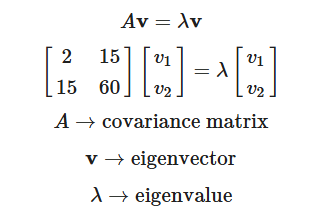 Av = λv
[2 15; 15 60] [v₁; v₂] = λ [v₁; v₂]
A → covariance matrix
v → eigenvector
λ → eigenvalue